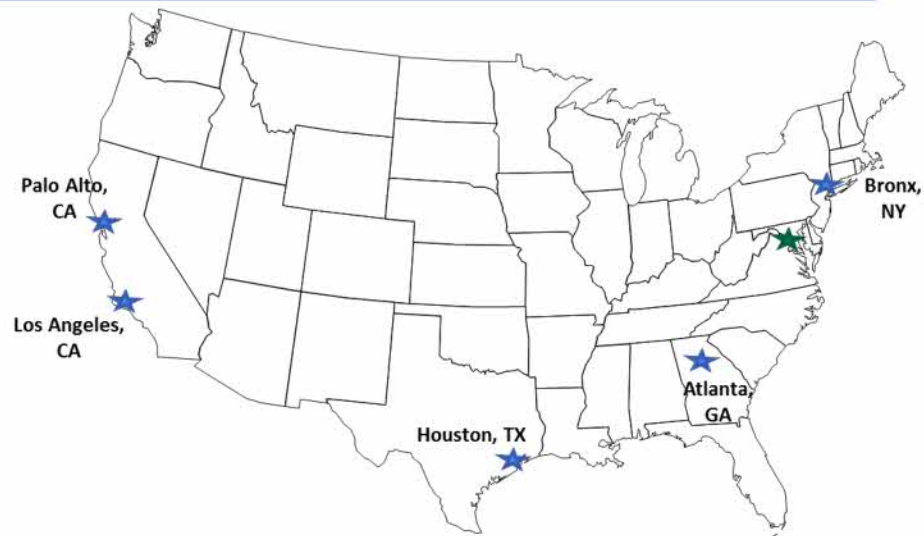 Palo Alto,
CA
Bronx,
NY
Los Angeles,
CA
Atlanta,
GA
Houston, TX